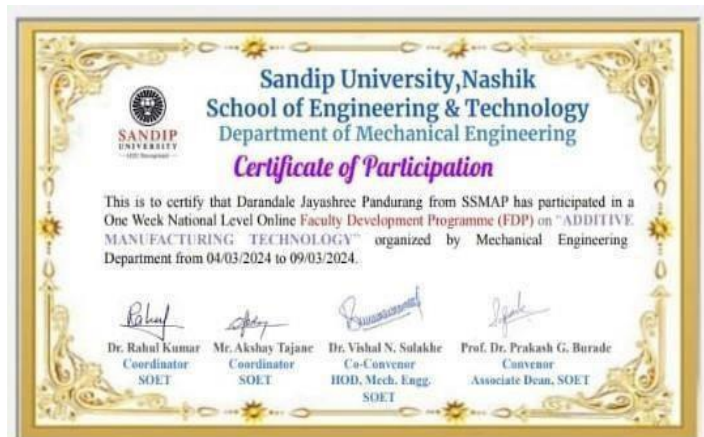 Sandip University,Nashik
School of Engineering & Technology
Department of Mechanical Engineering
SANDIP
UNIVERSITY
Certificate of Participation
This is to certify that Darandale Jayashree Pandurang from SSMAP has participated in a
One Week National Level Online Faculty Development Programme (FDP) on "ADDITIVE
MANUFACTURING TECHNOLOGY" organized by Mechanical Engineering
Department from 04/03/2024 to 09/03/2024.
Rahul
Dr. Rahul Kumar
Coordinator
SOET
Mr. Akshay Tajane
Coordinator
SOET
Dr. Vishal N. Sulakhe
Co-Convenor
HOD, Mech. Engg.
SOET
Prof. Dr. Prakash G. Burade
Convenor
Associate Dean, SOET